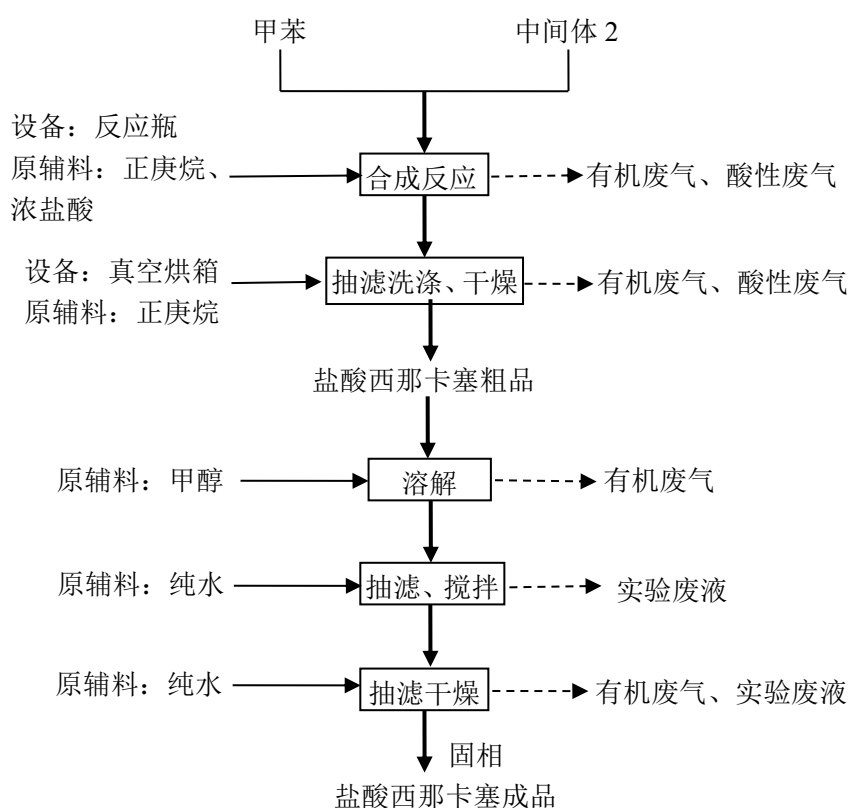 甲苯
中间体 2
设备：反应瓶
原辅料：正庚烷、
浓盐酸
合成反应
有机废气、酸性废气
设备：真空烘箱
原辅料：正庚烷
抽滤洗涤、干燥
有机废气、酸性废气
盐酸西那卡塞粗品
原辅料：甲醇
溶解
有机废气
原辅料：纯水
抽滤、搅拌
实验废液
原辅料：纯水
抽滤干燥
有机废气、实验废液
固相
盐酸西那卡塞成品